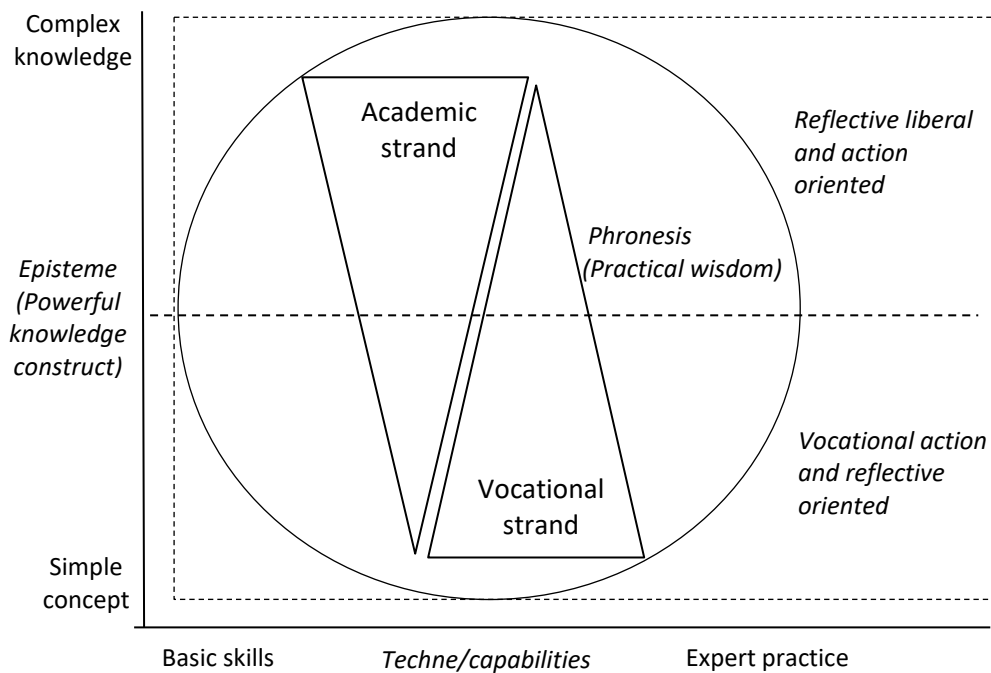 Complex
knowledge
Academic
strand
Reflective liberal
and action
oriented
Phronesis
(Practical wisdom)
Episteme
(Powerful
knowledge
construct)
Vocational action
and reflective
oriented
Vocational
strand
Simple
concept
Basic skills
Techne/capabilities
Expert practice